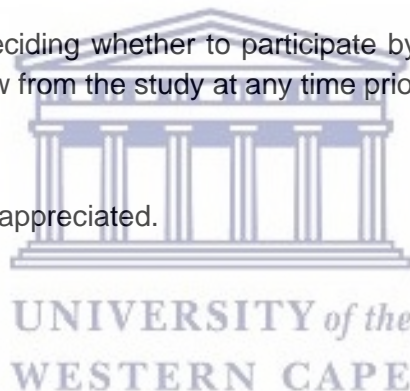 eciding whether to participate by
w from the study at any time prio
appreciated.
UNIVERSITY of the
WESTERN CAPE